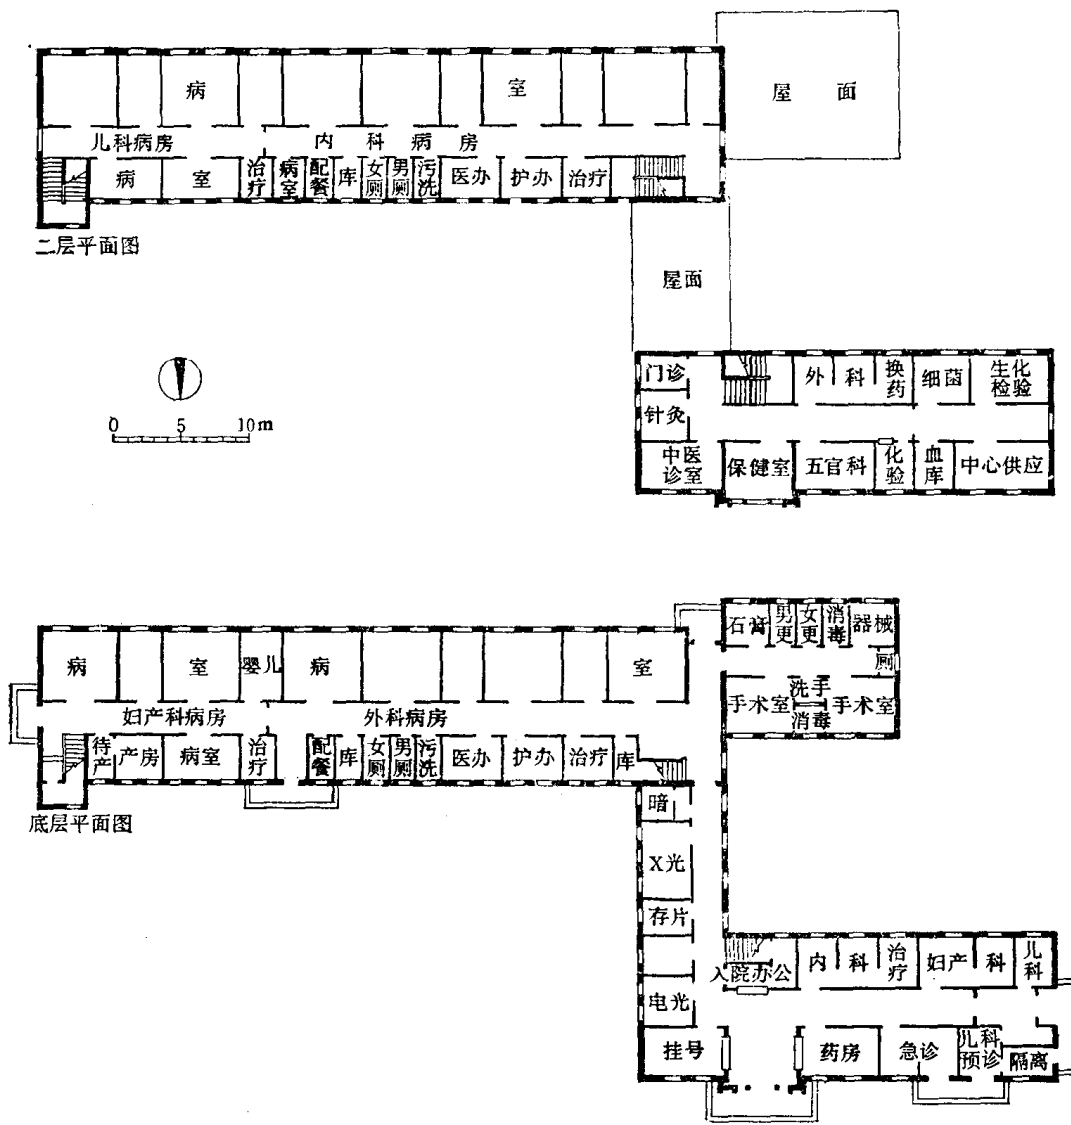 病 室
屋 面
儿科病房 内科病房
病 室 治疗 病室 配餐 库 女厕 男厕 污洗 医办 护办 治疗
二层平面图
屋面
门诊 外科 换药 细菌 生化检验
针灸
0 5 10m
中医诊室 保健室 五官科 化验 血库 中心供应
石膏 男更 女更 消毒 器械
厕
病 室 婴儿 病 室
洗手
手术室 手术室
消毒
妇产科病房 外科病房
待产 产房 病室 治疗 配餐 库 女厕 男厕 污洗 医办 护办 治疗 库
底层平面图
暗
X光
存片
入院办公 内科 治疗 妇产科 儿科
电光
挂号 药房 急诊 儿科预诊 隔离